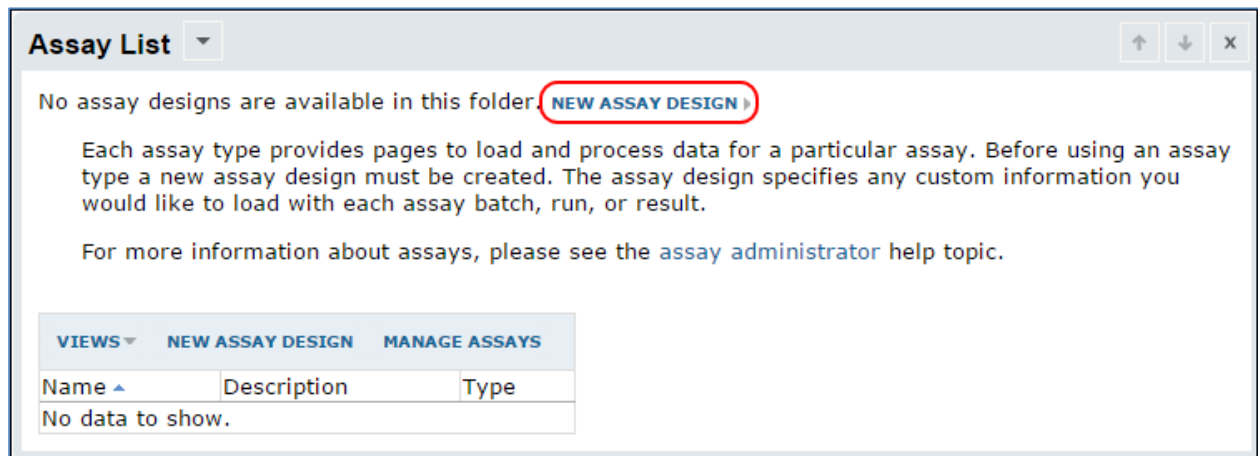 Assay List
x
No assay designs are available in this folder. NEW ASSAY DESIGN
Each assay type provides pages to load and process data for a particular assay. Before using an assay
type a new assay design must be created. The assay design specifies any custom information you
would like to load with each assay batch, run, or result.
For more information about assays, please see the assay administrator help topic.
VIEWS NEW ASSAY DESIGN MANAGE ASSAYS
Name Description Type
No data to show.